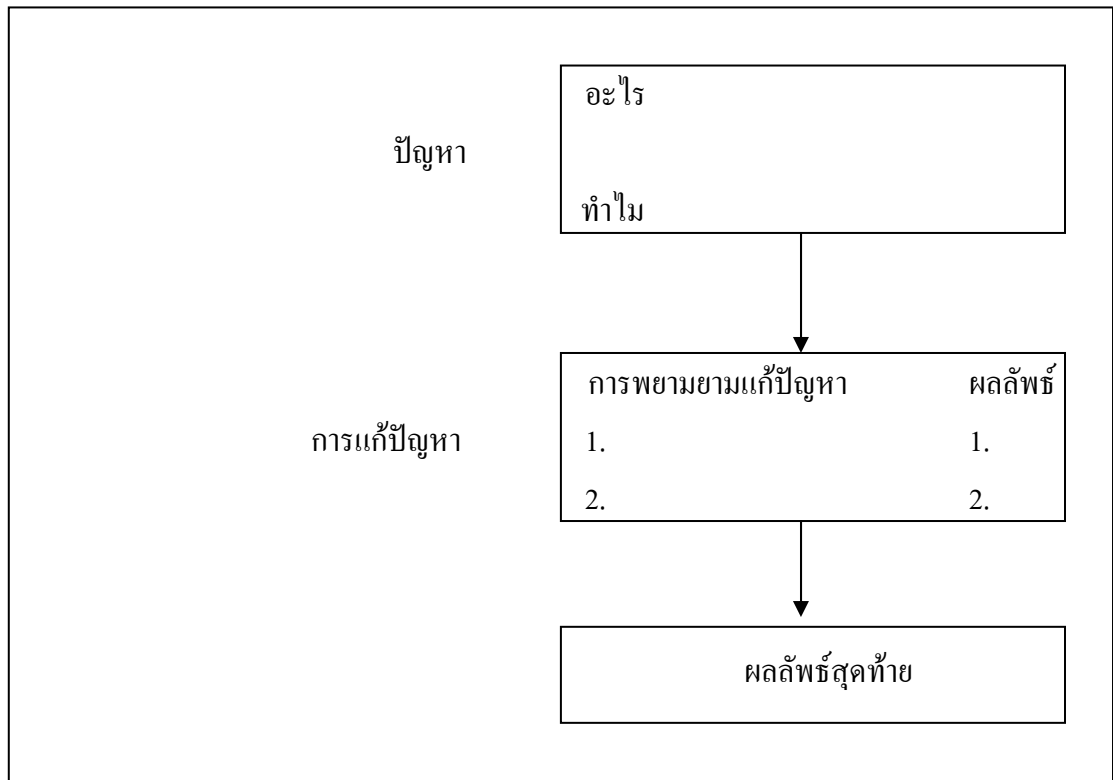 อะไร
ปัญหา
ทำไม
การพยามยามแก้ปัญหา ผลลัพธ์
การแก้ปัญหา 1. 1.
2. 2.
ผลลัพธ์สุดท้าย